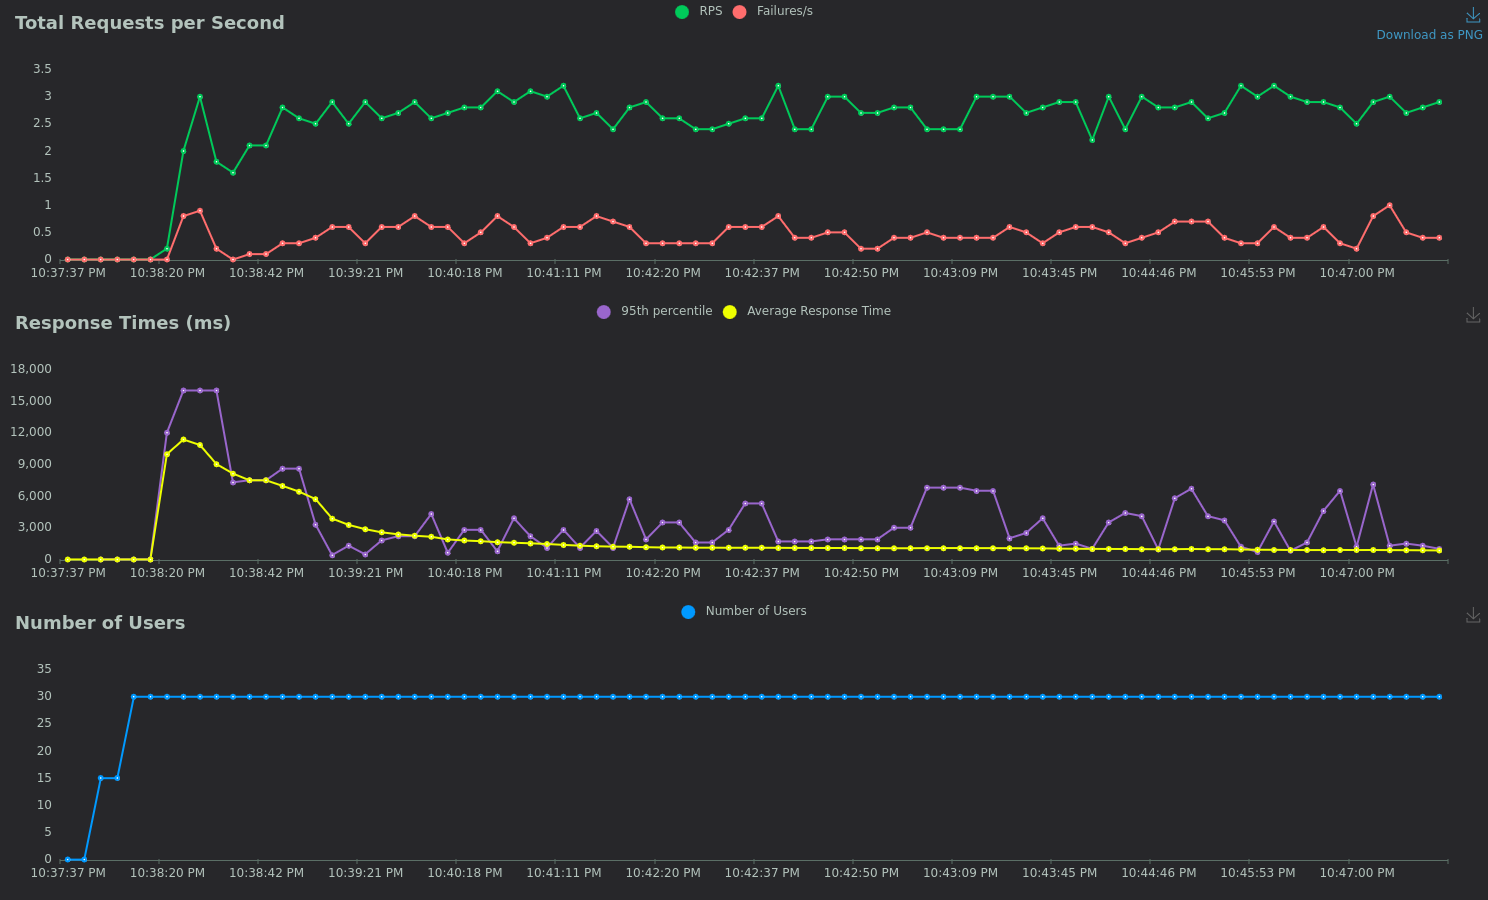 Total Requests per Second
RPS Failures/s
Download as PNG
3.5
3
2.5
2
1.5
1
0.5
0
10:37:37 PM 10:38:20 PM 10:38:42 PM 10:39:21 PM 10:40:18 PM 10:41:11 PM 10:42:20 PM 10:42:37 PM 10:42:50 PM 10:43:09 PM 10:43:45 PM 10:44:46 PM 10:45:53 PM 10:47:00 PM
Response Times (ms)
95th percentile Average Response Time
18,000
15,000
12,000
9,000
6,000
3,000
0
10:37:37 PM 10:38:20 PM 10:38:42 PM 10:39:21 PM 10:40:18 PM 10:41:11 PM 10:42:20 PM 10:42:37 PM 10:42:50 PM 10:43:09 PM 10:43:45 PM 10:44:46 PM 10:45:53 PM 10:47:00 PM
Number of Users
Number of Users
35
30
25
20
15
10
5
0
10:37:37 PM 10:38:20 PM 10:38:42 PM 10:39:21 PM 10:40:18 PM 10:41:11 PM 10:42:20 PM 10:42:37 PM 10:42:50 PM 10:43:09 PM 10:43:45 PM 10:44:46 PM 10:45:53 PM 10:47:00 PM